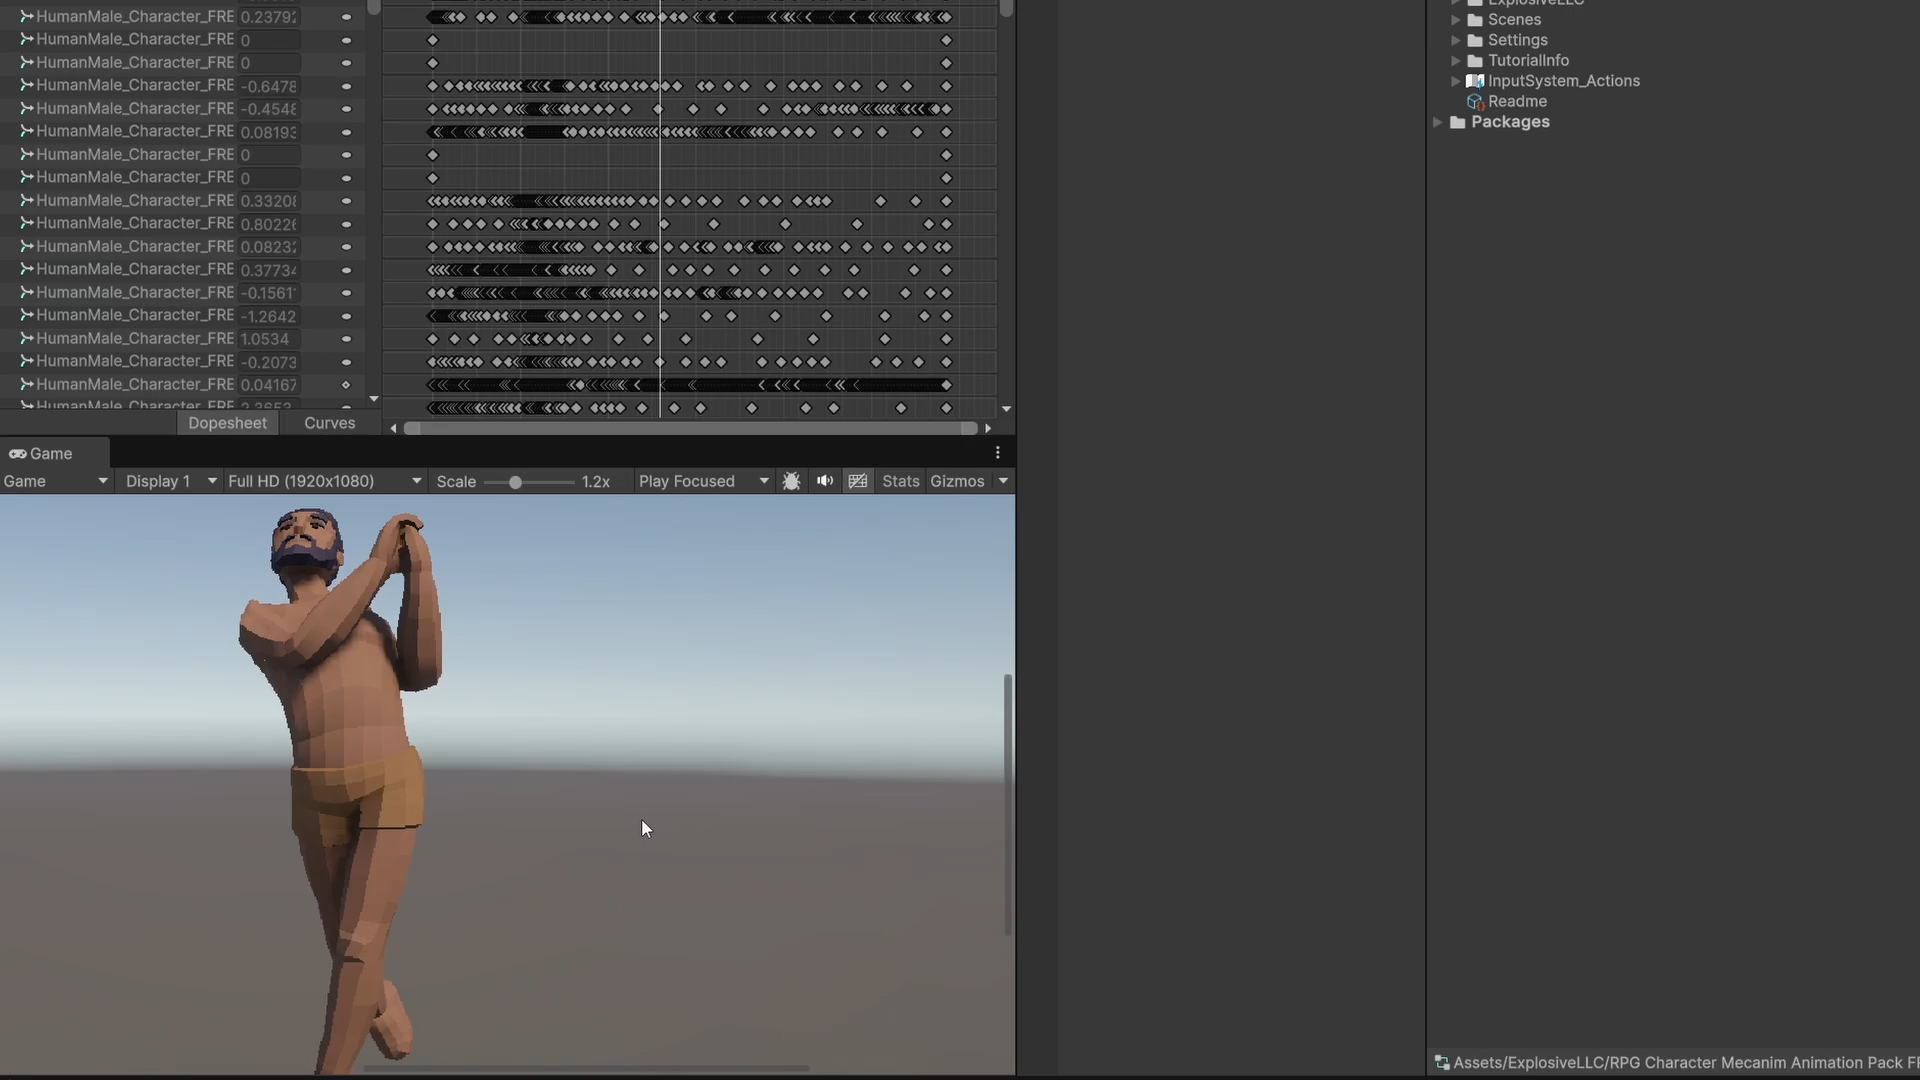 HumanMale_Character_FRE 0.23792
HumanMale_Character_FRE 0
HumanMale_Character_FRE 0
HumanMale_Character_FRE -0.6478
HumanMale_Character_FRE -0.4548
HumanMale_Character_FRE 0.08193
HumanMale_Character_FRE 0
HumanMale_Character_FRE 0
HumanMale_Character_FRE 0.33208
HumanMale_Character_FRE 0.80226
HumanMale_Character_FRE 0.08232
HumanMale_Character_FRE 0.37734
HumanMale_Character_FRE -0.1561
HumanMale_Character_FRE -1.2642
HumanMale_Character_FRE 1.0534
HumanMale_Character_FRE -0.2073
HumanMale_Character_FRE 0.04167
HumanMale_Character_FRE 2.3653
Dopesheet Curves
Game
Game Display 1 Full HD (1920x1080) Scale 1.2x Play Focused Stats Gizmos
ExplosiveLLC
Scenes
Settings
TutorialInfo
InputSystem_Actions
Readme
Packages
Assets/ExplosiveLLC/RPG Character Mecanim Animation Pack F